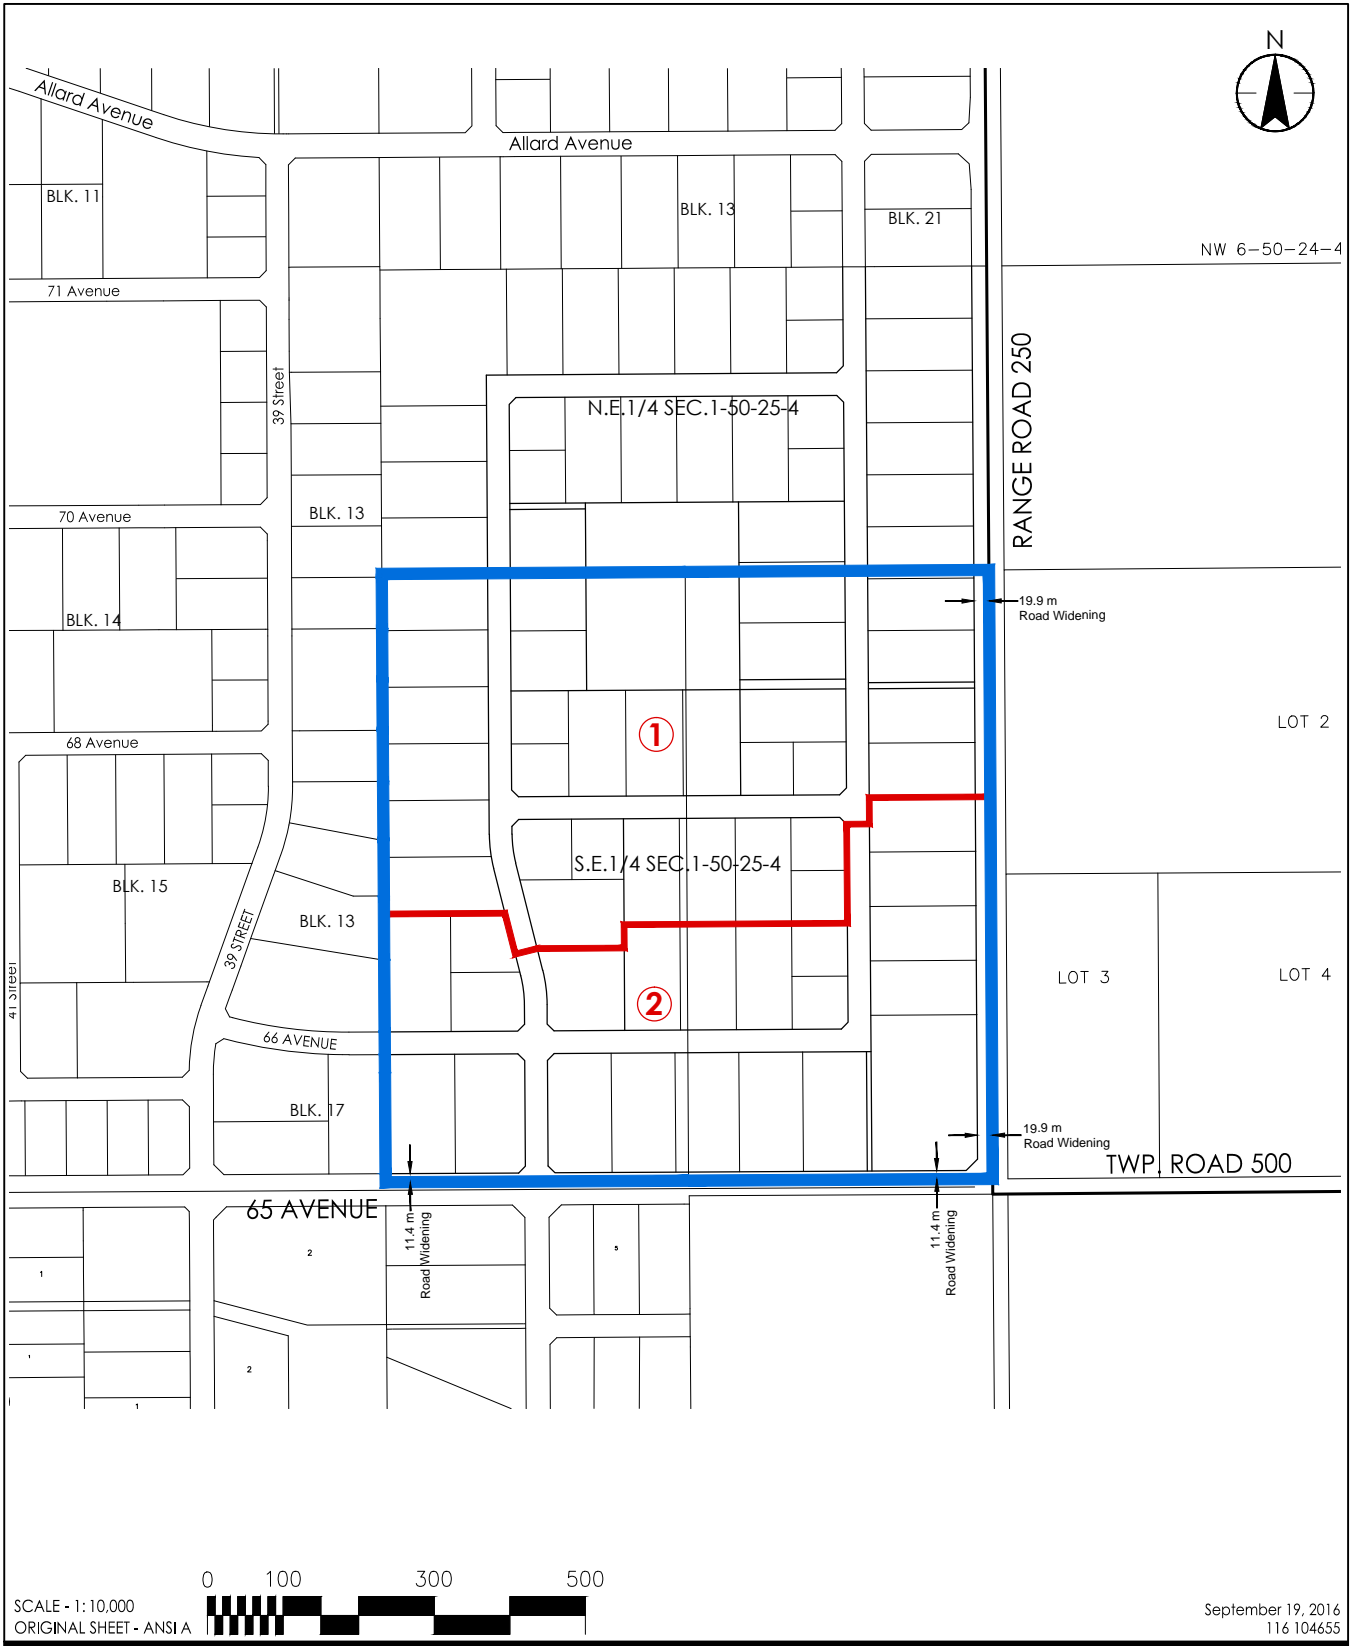 N
Allard Avenue
Allard Avenue
BLK. 11
BLK. 13
BLK. 21
NW 6-50-24-4
71 Avenue
RANGE ROAD 250
39 Street
N.E.1/4 SEC.1-50-25-4
70 Avenue
BLK. 13
19.9 m
Road Widening
BLK. 14
LOT 2
68 Avenue
1
S.E.1/4 SEC.1-50-25-4
BLK. 15
BLK. 13
39 STREET
41 Street
LOT 3
LOT 4
2
66 AVENUE
BLK. 17
19.9 m
Road Widening
TWP. ROAD 500
65 AVENUE
11.4 m
Road Widening
11.4 m
Road Widening
2
1
2
1
0 100 300 500
SCALE - 1: 10,000
ORIGINAL SHEET - ANSI A
September 19, 2016
116 104655